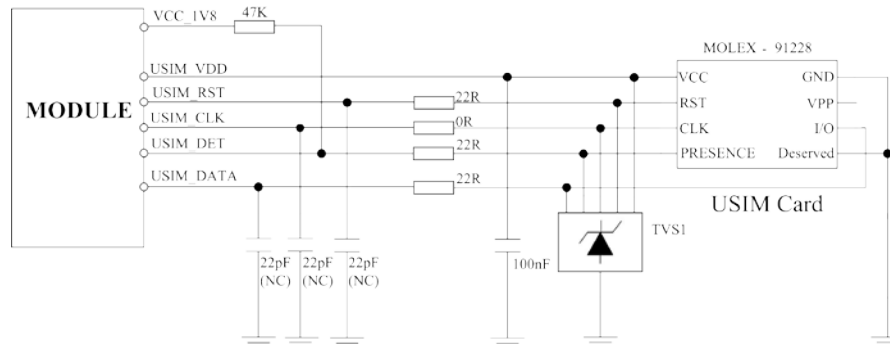 VCC_1V8
47K
MOLEX - 91228
USIM_VDD
VCC
GND
MODULE
USIM_RST
22R
RST
VPP
USIM_CLK
0R
CLK
I/O
USIM_DET
22R
PRESENCE
Deserved
USIM_DATA
22R
USIM Card
TVS1
22pF
(NC)
22pF
(NC)
22pF
(NC)
100nF